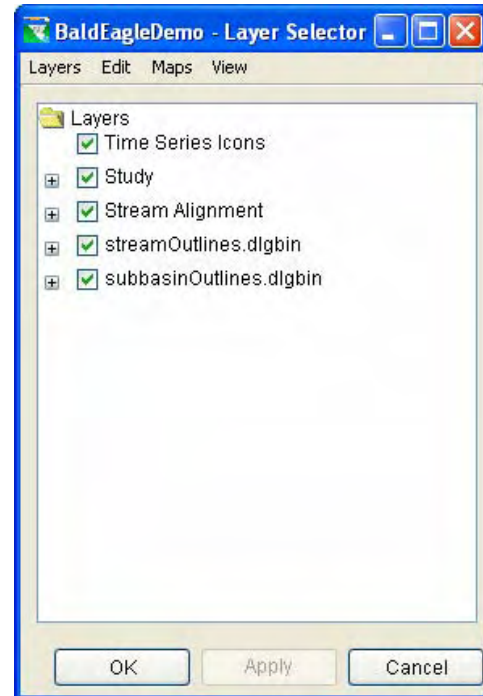 BaldEagleDemo - Layer Selector
Layers Edit Maps View
Layers
Time Series Icons
Study
Stream Alignment
streamOutlines.dlgbin
subbasinOutlines.dlgbin
OK Apply Cancel